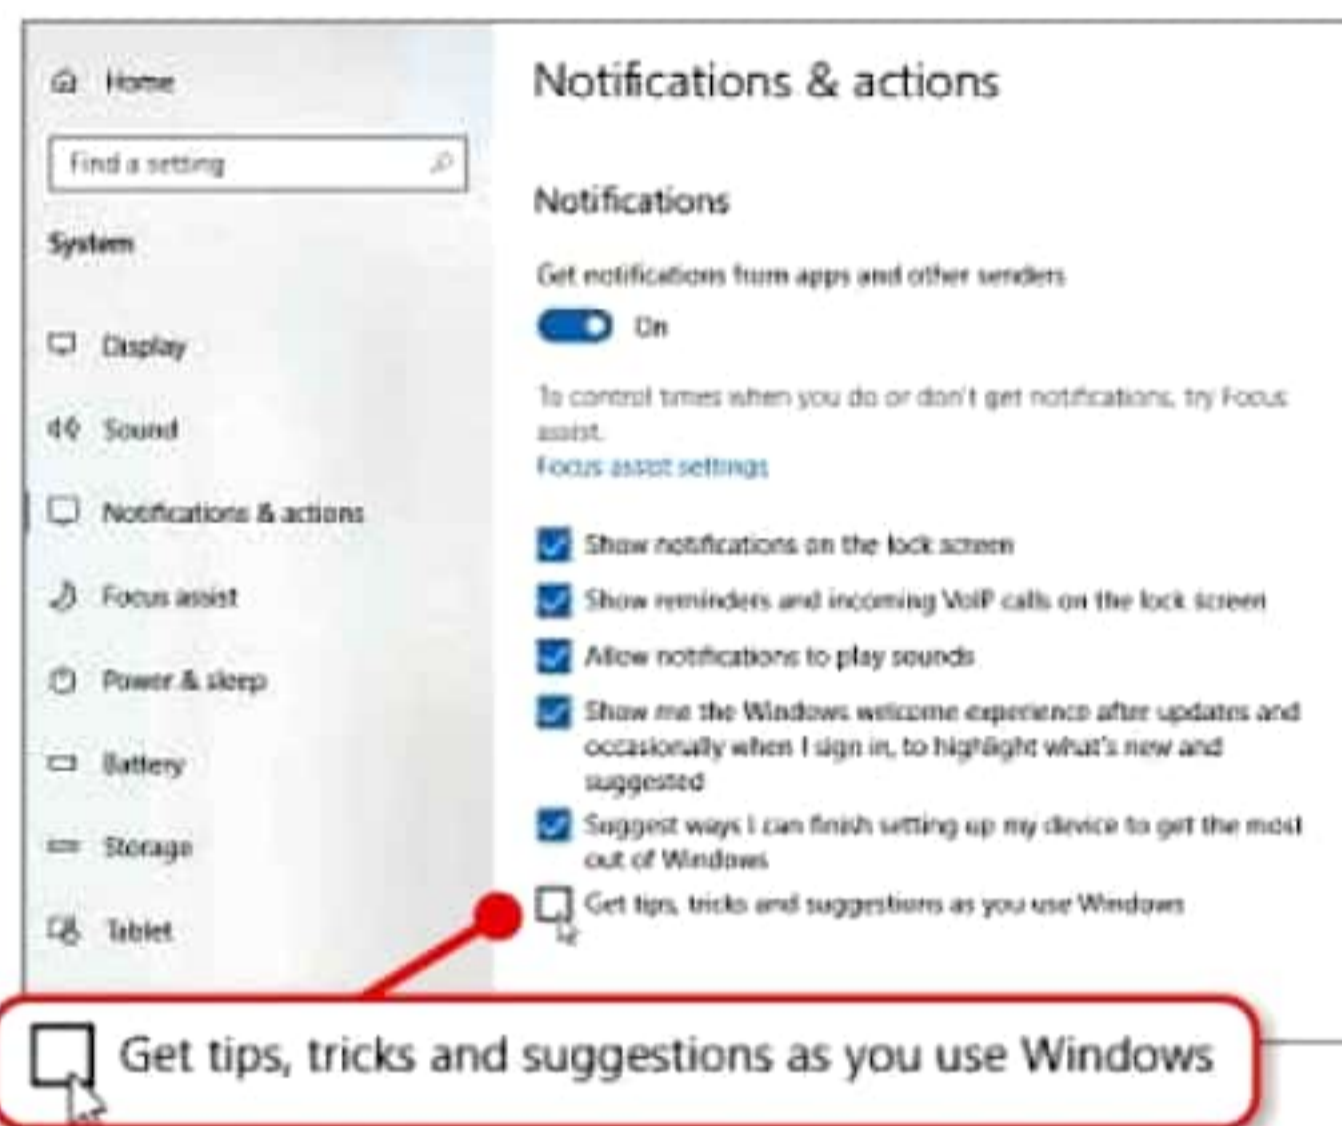 Home
Find a setting
System
Display
Sound
Notifications & actions
Focus assist
Power & sleep
Battery
Storage
Tablet
Notifications & actions
Notifications
Get notifications from apps and other senders
On
To control times when you do or don't get notifications, try Focus
assist.
Focus assist settings
Show notifications on the lock screen
Show reminders and incoming VoIP calls on the lock screen
Allow notifications to play sounds
Show me the Windows welcome experience after updates and
occasionally when I sign in, to highlight what's new and
suggested
Suggest ways I can finish setting up my device to get the most
out of Windows
Get tips, tricks and suggestions as you use Windows
Get tips, tricks and suggestions as you use Windows